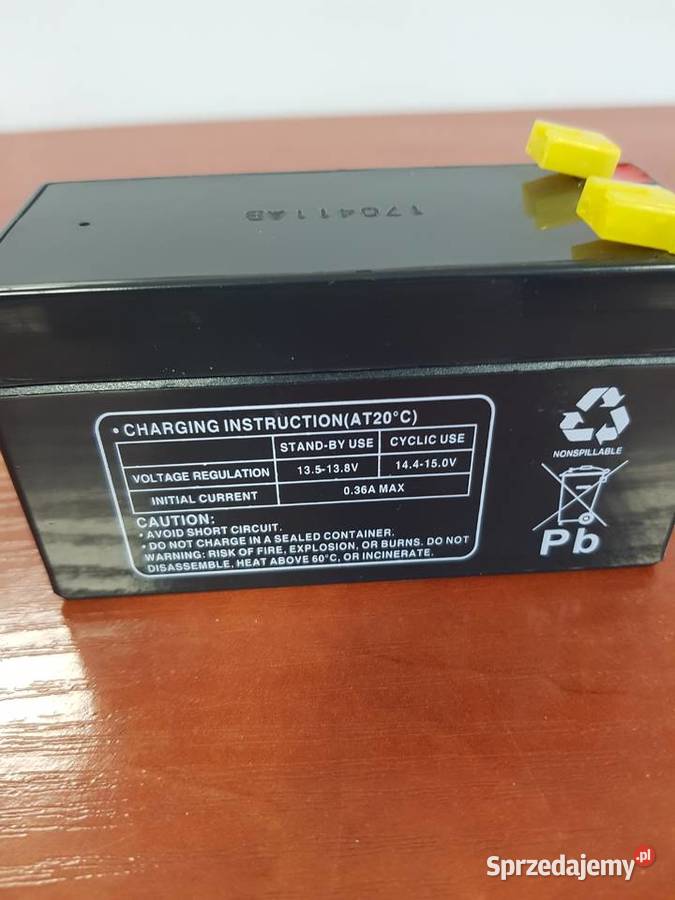 170411AB
• CHARGING INSTRUCTION(AT20°C)
STAND-BY USE CYCLIC USE
VOLTAGE REGULATION 13.5-13.8V 14.4-15.0V
INITIAL CURRENT 0.36A MAX
CAUTION:
• AVOID SHORT CIRCUIT.
• DO NOT CHARGE IN A SEALED CONTAINER.
WARNING: RISK OF FIRE, EXPLOSION, OR BURNS. DO NOT
DISASSEMBLE, HEAT ABOVE 60°C, OR INCINERATE.
NONSPILLABLE
Pb
Sprzedajemy.pl